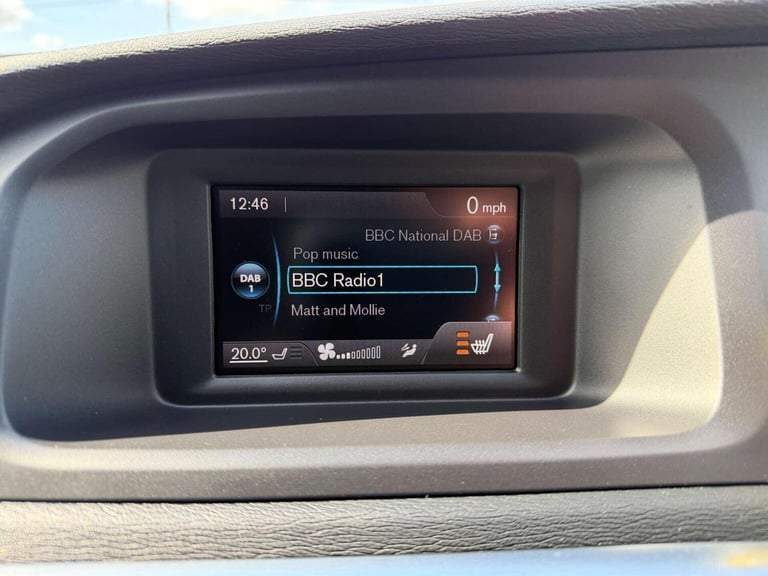 12:46
0 mph
BBC National DAB
Pop music
DAB
1
BBC Radio1
TP
Matt and Mollie
20.0°